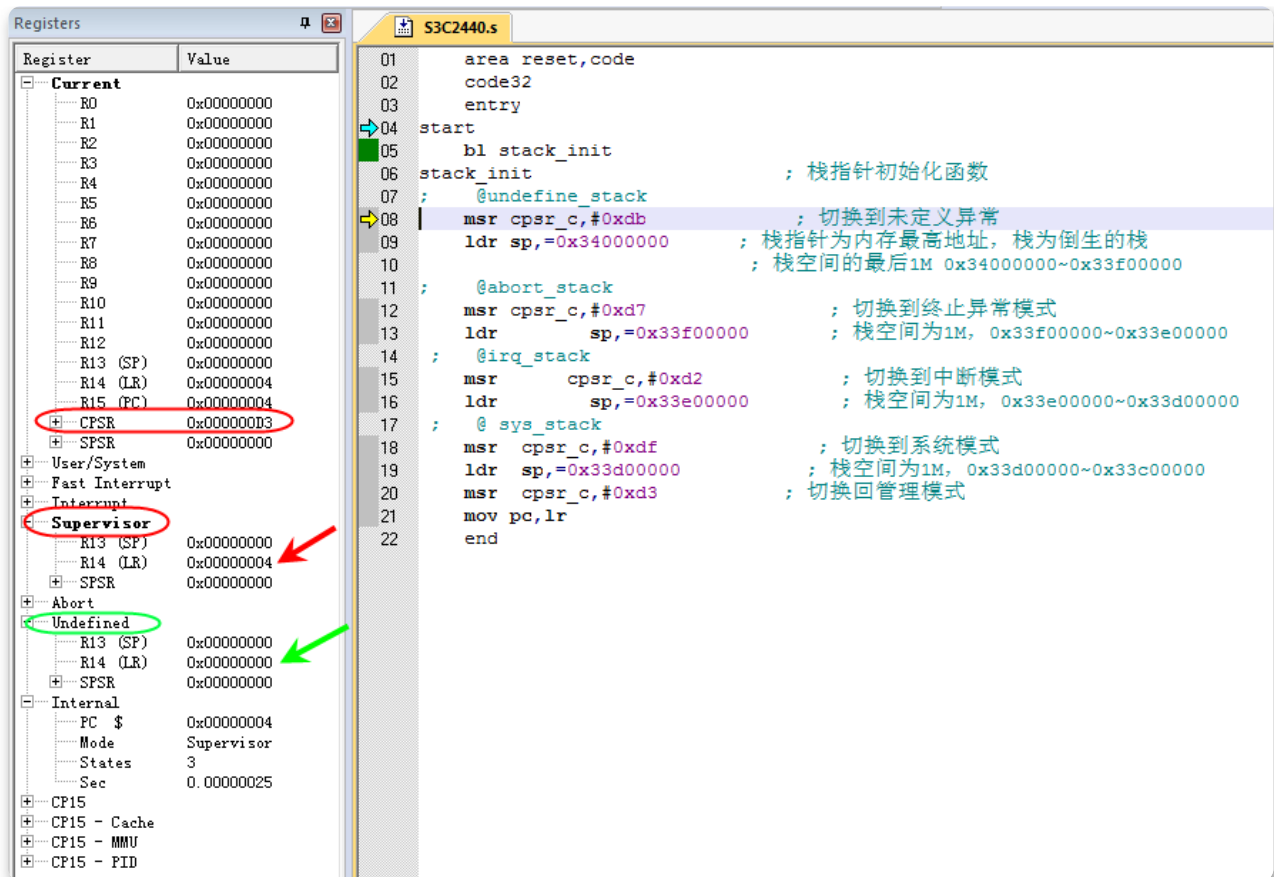 Registers
Register Value
Current
R0 0x00000000
R1 0x00000000
R2 0x00000000
R3 0x00000000
R4 0x00000000
R5 0x00000000
R6 0x00000000
R7 0x00000000
R8 0x00000000
R9 0x00000000
R10 0x00000000
R11 0x00000000
R12 0x00000000
R13 (SP) 0x00000000
R14 (LR) 0x00000004
R15 (PC) 0x00000004
CPSR 0x000000D3
SPSR 0x00000000
User/System
Fast Interrupt
Interrupt
Supervisor
R13 (SP) 0x00000000
R14 (LR) 0x00000004
SPSR 0x00000000
Abort
Undefined
R13 (SP) 0x00000000
R14 (LR) 0x00000000
SPSR 0x00000000
Internal
PC $ 0x00000004
Mode Supervisor
States 3
Sec 0.00000025
CP15
CP15 - Cache
CP15 - MMU
CP15 - PID
S3C2440.s
01 area reset,code
02 code32
03 entry
04 start
05 bl stack_init
06 stack_init ; 栈指针初始化函数
07 ; @undefine_stack
08 msr cpsr_c,#0xdb ; 切换到未定义异常
09 ldr sp,=0x34000000 ; 栈指针为内存最高地址，栈为倒生的栈
10 ; 栈空间的最后1M 0x34000000~0x33f00000
11 ; @abort_stack
12 msr cpsr_c,#0xd7 ; 切换到终止异常模式
13 ldr sp,=0x33f00000 ; 栈空间为1M，0x33f00000~0x33e00000
14 ; @irq_stack
15 msr cpsr_c,#0xd2 ; 切换到中断模式
16 ldr sp,=0x33e00000 ; 栈空间为1M，0x33e00000~0x33d00000
17 ; @ sys_stack
18 msr cpsr_c,#0xdf ; 切换到系统模式
19 ldr sp,=0x33d00000 ; 栈空间为1M，0x33d00000~0x33c00000
20 msr cpsr_c,#0xd3 ; 切换回管理模式
21 mov pc,lr
22 end